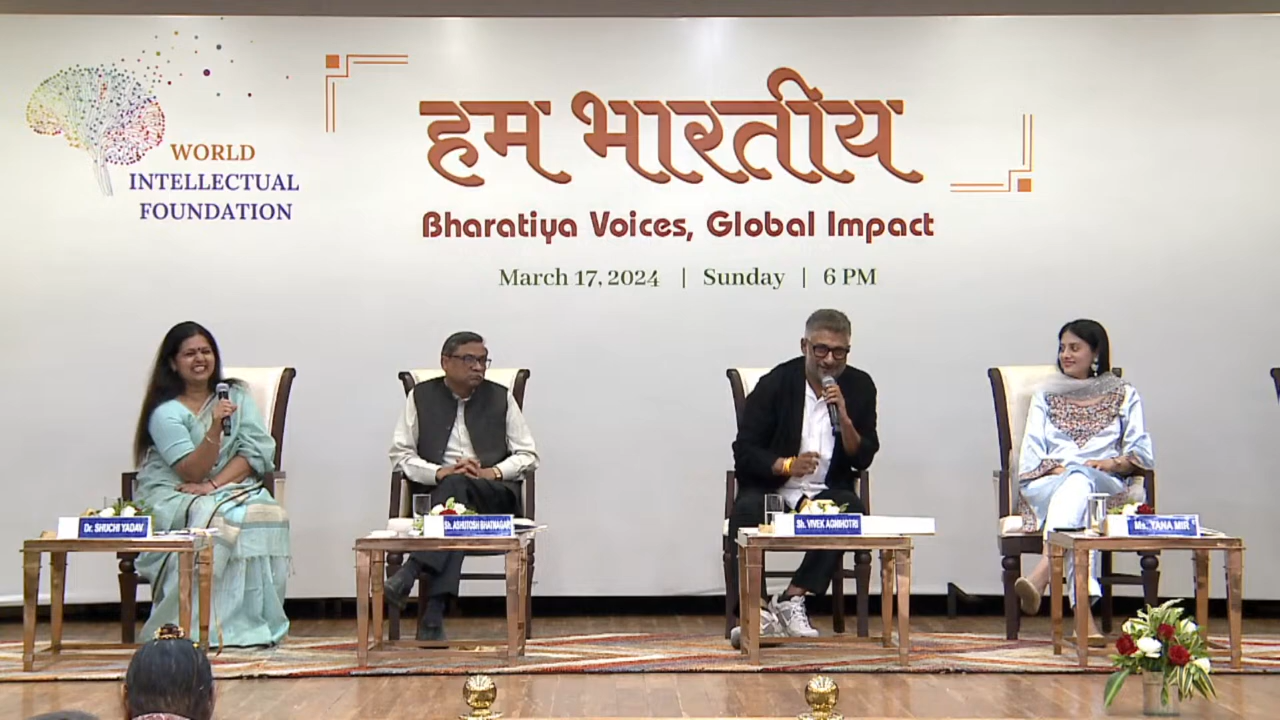 WORLD
INTELLECTUAL
FOUNDATION
हम भारतीय
Bharatiya Voices, Global Impact
March 17, 2024 | Sunday | 6 PM
Dr. SHUCHI YADAV
Sh. ASHUTOSH BHATNAGAR
Sh. VIVEK AGNIHOTRI
Ms. YANA MIR